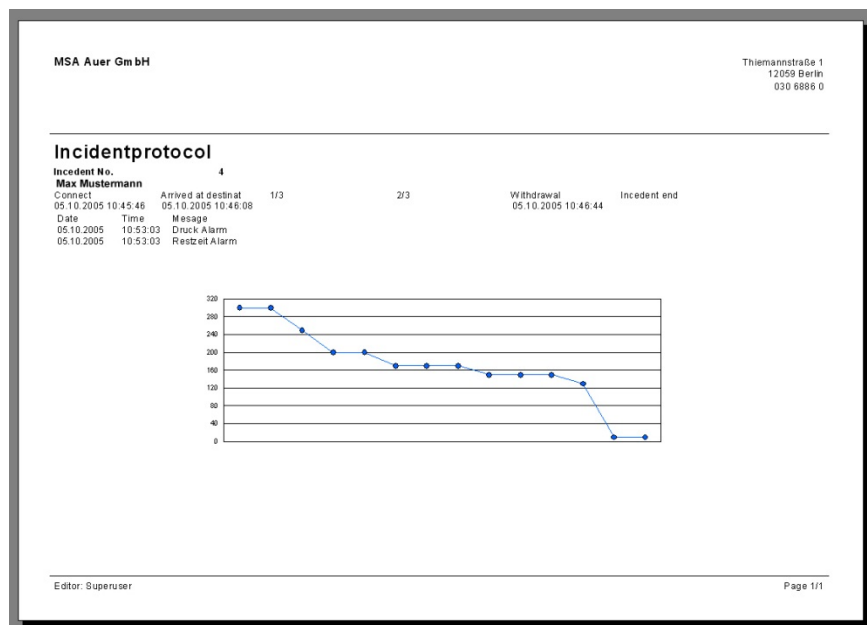 MSA Auer GmbH
Thiemannstraße 1
12059 Berlin
030 6886 0
Incidentprotocol
Incedent No. 4
Max Mustermann
Connect Arrived at destinat 1/3 2/3 Withdrawal Incedent end
05.10.2005 10:45:46 05.10.2005 10:46:08 05.10.2005 10:46:44
Date Time Mesage
05.10.2005 10:53:03 Druck Alarm
05.10.2005 10:53:03 Restzeit Alarm
320
280
240
200
160
120
80
40
0
Editor: Superuser Page 1/1